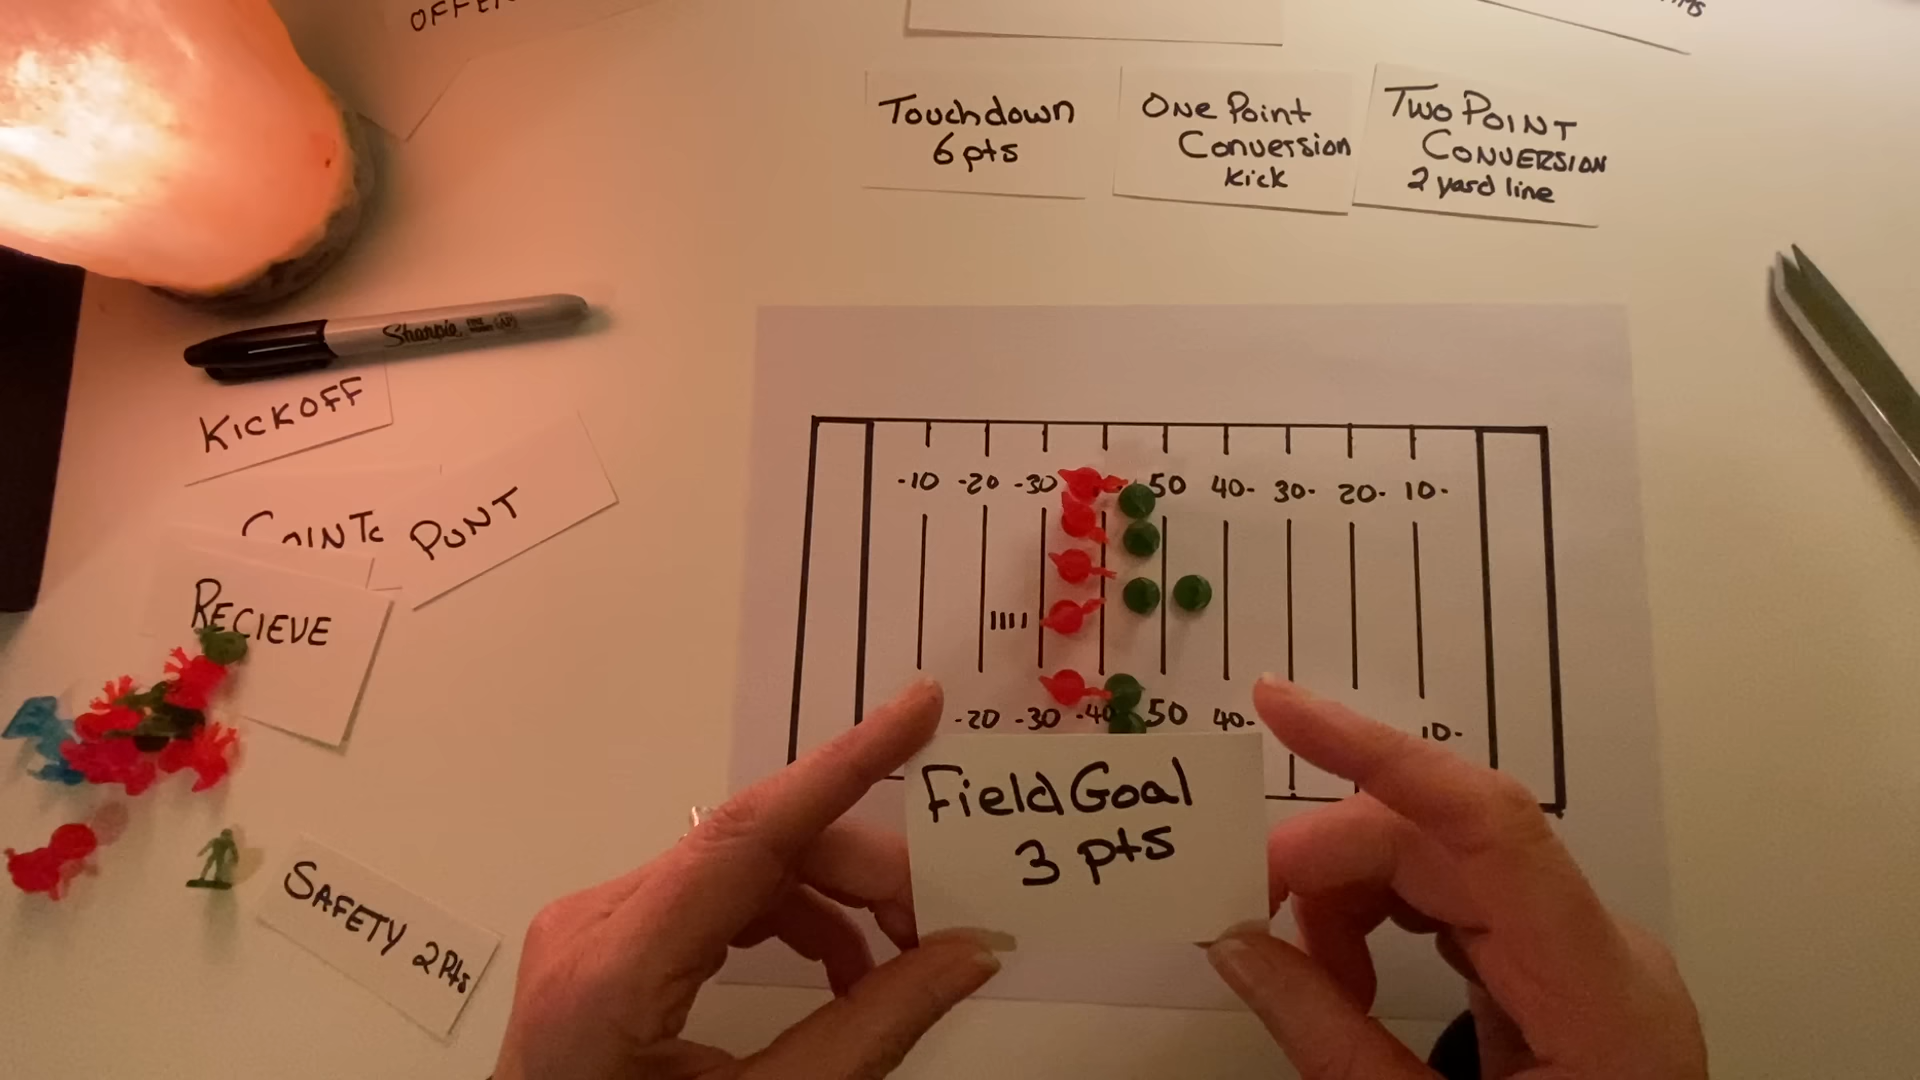 Touchdown
6 pts
One Point
Conversion
Kick
Two Point
Conversion
2 yard line
Sharpie
KICKOFF
PUNT
RECIEVE
SAFETY 2 Pts
-10 -20 -30 50 40- 30- 20- 10-
-20 -30 -40 50 40- 10-
Field Goal
3 pts